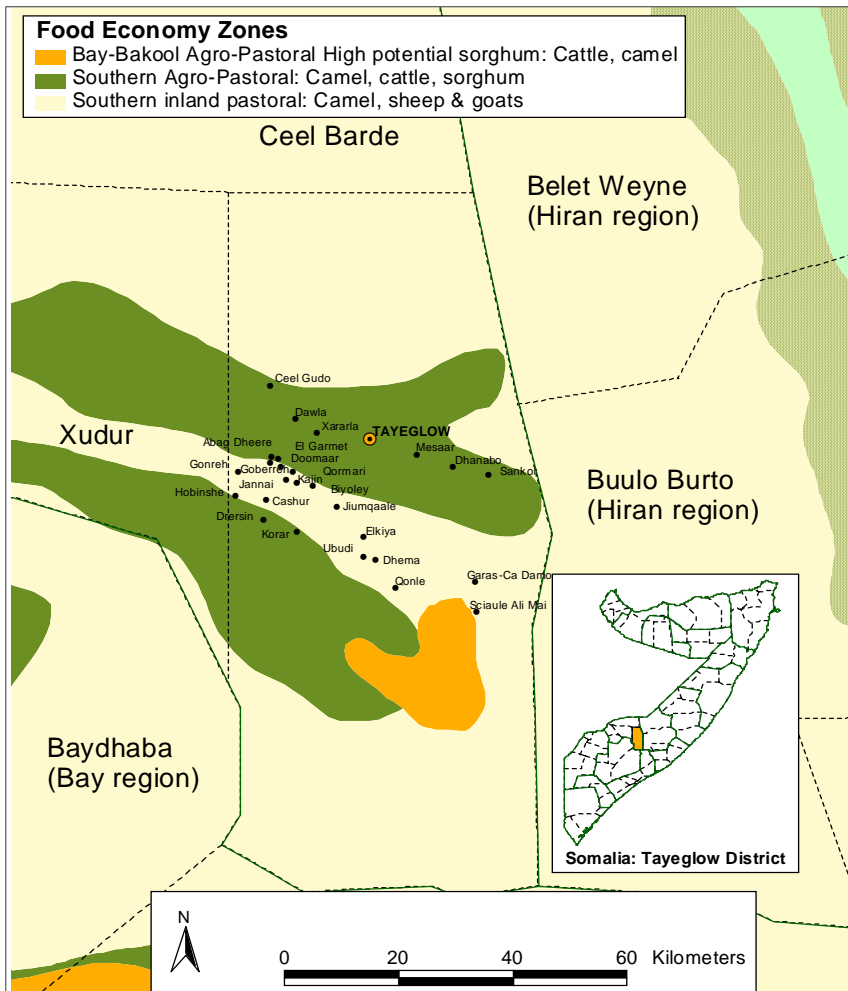 Food Economy Zones
Bay-Bakool Agro-Pastoral High potential sorghum: Cattle, camel
Southern Agro-Pastoral: Camel, cattle, sorghum
Southern inland pastoral: Camel, sheep & goats
Ceel Barde
Belet Weyne
(Hiran region)
Ceel Gudo
Dawla
Xararla
TAYEGLOW
Xudur
Abag Dheere
El Garmet
Mesaar
Gonreh
Goberreh
Doomaar
Dhanabo
Jannai
Kajin
Qormari
Sankor
Buulo Burto
(Hiran region)
Hobinshe
Cashur
Biyoley
Jiumqaale
Drersin
Korar
Elkiya
Ubudi
Dhema
Qonle
Garas-Ca Damo
Sciaule Ali Mai
Baydhaba
(Bay region)
Somalia: Tayeglow District
N
0 20 40 60 Kilometers